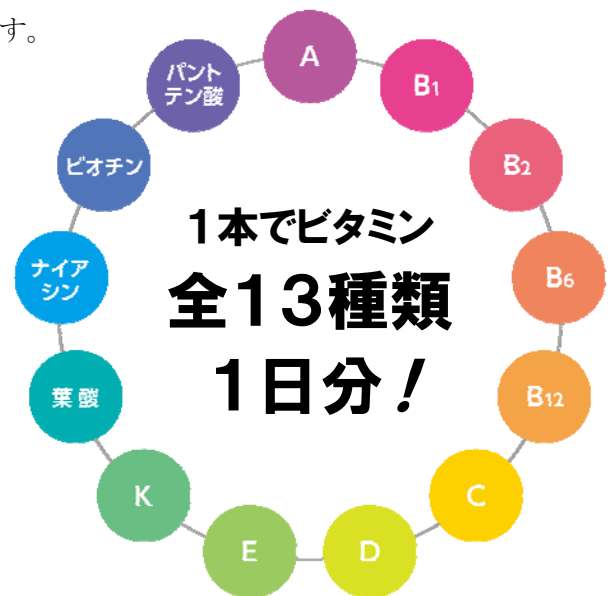 す。
A
B1
B2
B6
B12
C
D
E
K
葉酸
ナイア
シン
ビオチン
パント
テン酸
1本でビタミン
全13種類
1日分!